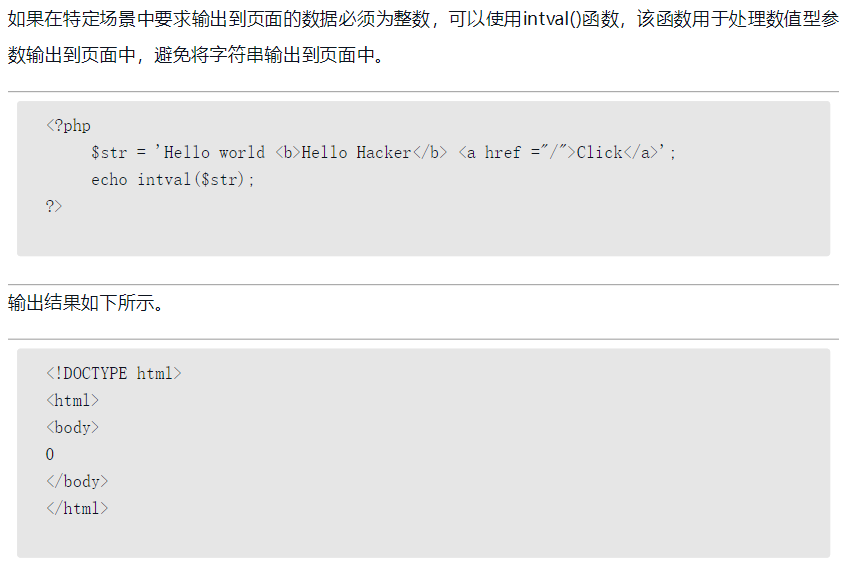 如果在特定场景中要求输出到页面的数据必须为整数，可以使用intval()函数，该函数用于处理数值型参
数输出到页面中，避免将字符串输出到页面中。
<?php
$str = 'Hello world <b>Hello Hacker</b> <a href ="/">Click</a>';
echo intval($str);
?>
输出结果如下所示。
<!DOCTYPE html>
<html>
<body>
0
</body>
</html>